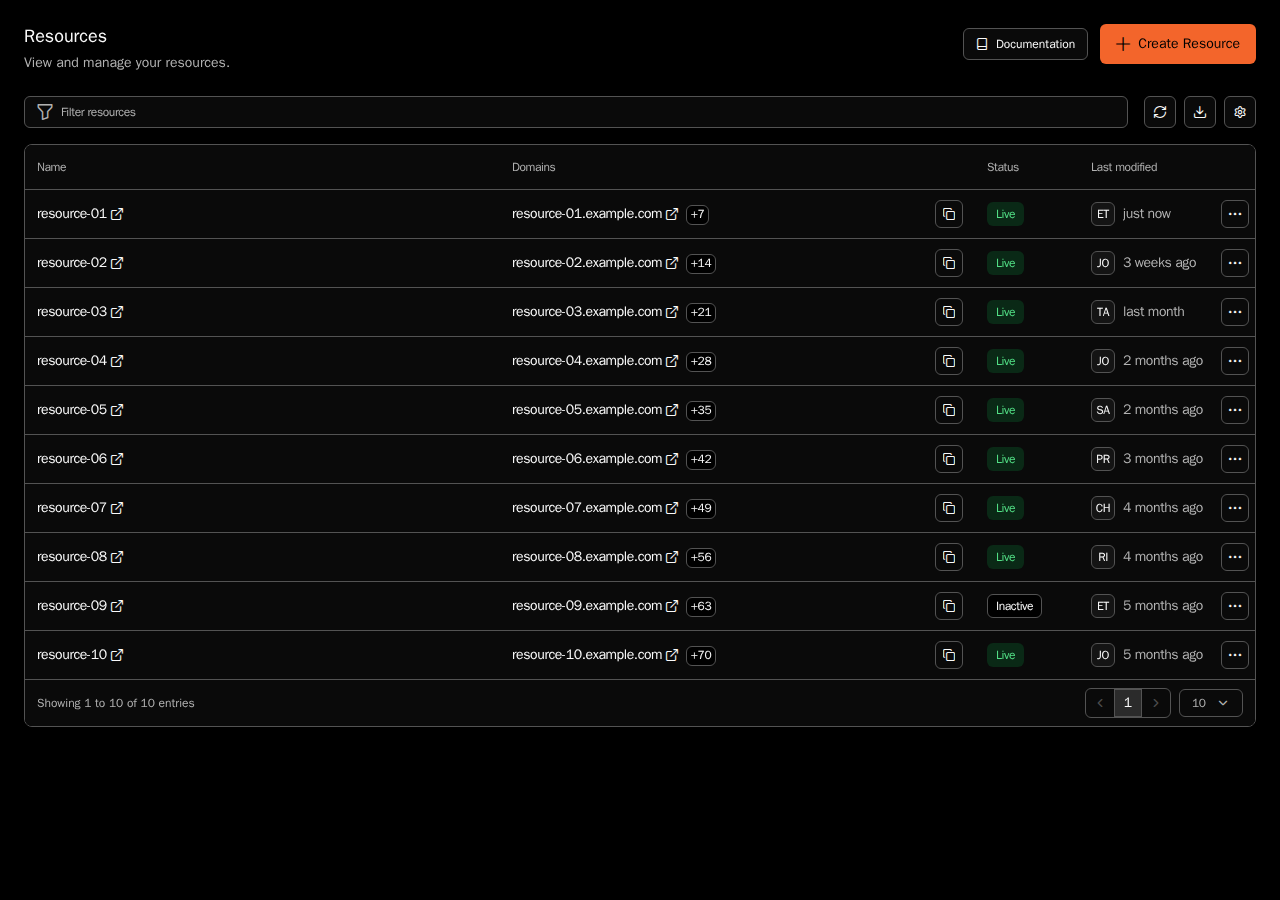 Resources
View and manage your resources.
Documentation
Create Resource
Filter resources
Name Domains Status Last modified
resource-01 resource-01.example.com +7 Live ET just now
resource-02 resource-02.example.com +14 Live JO 3 weeks ago
resource-03 resource-03.example.com +21 Live TA last month
resource-04 resource-04.example.com +28 Live JO 2 months ago
resource-05 resource-05.example.com +35 Live SA 2 months ago
resource-06 resource-06.example.com +42 Live PR 3 months ago
resource-07 resource-07.example.com +49 Live CH 4 months ago
resource-08 resource-08.example.com +56 Live RI 4 months ago
resource-09 resource-09.example.com +63 Inactive ET 5 months ago
resource-10 resource-10.example.com +70 Live JO 5 months ago
Showing 1 to 10 of 10 entries 1 10